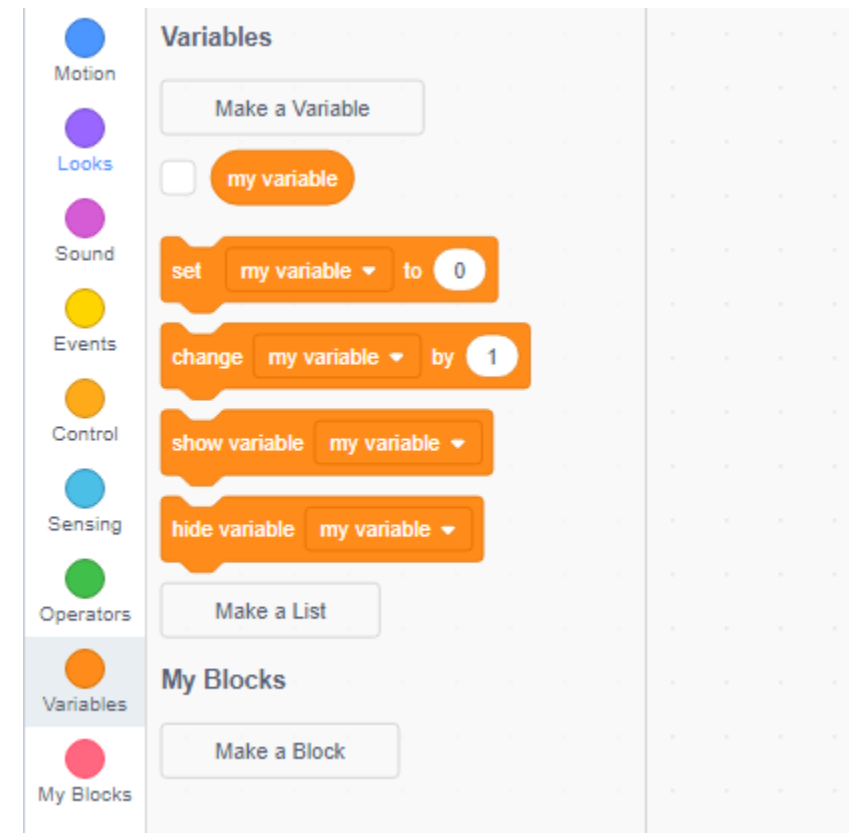 Motion
Looks
Sound
Events
Control
Sensing
Operators
Variables
My Blocks
Variables
Make a Variable
my variable
set my variable to 0
change my variable by 1
show variable my variable
hide variable my variable
Make a List
My Blocks
Make a Block